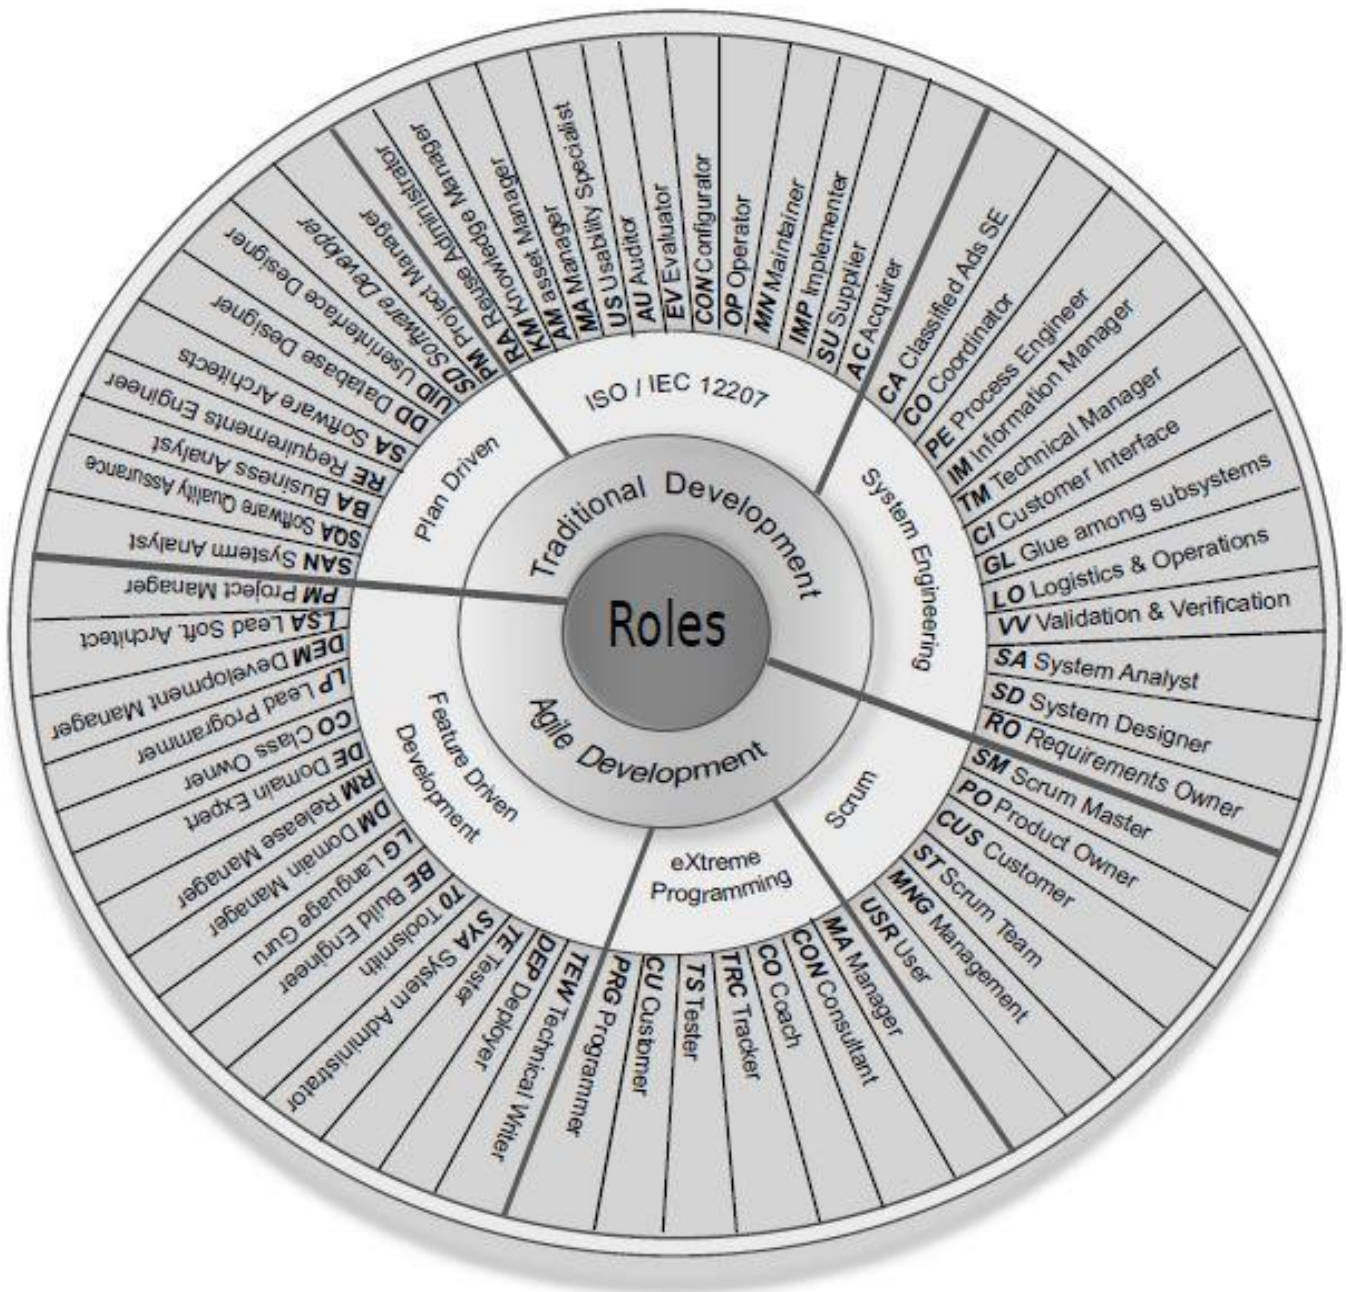 Roles
Traditional Development
Agile Development
ISO / IEC 12207
System Engineering
Scrum
eXtreme
Programming
Feature Driven
Development
Plan Driven
RA Reuse Administrator
KM Knowledge Manager
AM asset Manager
MA Manager
US Usability Specialist
AU Auditor
EV Evaluator
CON Configurator
OP Operator
MN Maintainer
IMP Implementer
SU Supplier
AC Acquirer
CA Classified Ads SE
CO Coordinator
PE Process Engineer
IM Information Manager
TM Technical Manager
CI Customer Interface
GL Glue among subsystems
LO Logistics & Operations
VV Validation & Verification
SA System Analyst
SD System Designer
RO Requirements Owner
SM Scrum Master
PO Product Owner
CUS Customer
ST Scrum Team
MNG Management
USR User
MA Manager
CON Consultant
CO Coach
TRC Tracker
TS Tester
CU Customer
PRG Programmer
TEW Technical Writer
DEP Deployer
TE Tester
SYA System Administrator
T0 Toolsmith
BE Build Engineer
LG Language Guru
DM Domain Manager
RM Release Manager
DE Domain Expert
CO Class Owner
LP Lead Programmer
DEM Development Manager
LSA Lead Soft. Architect
PM Project Manager
SAN Systerm Analyst
SQA Software Quality Assurance
BA Business Analyst
RE Requirements Engineer
SA Software Architects
DD Database Designer
UID Userinterface Designer
SD Software Developer
PM Project Manager